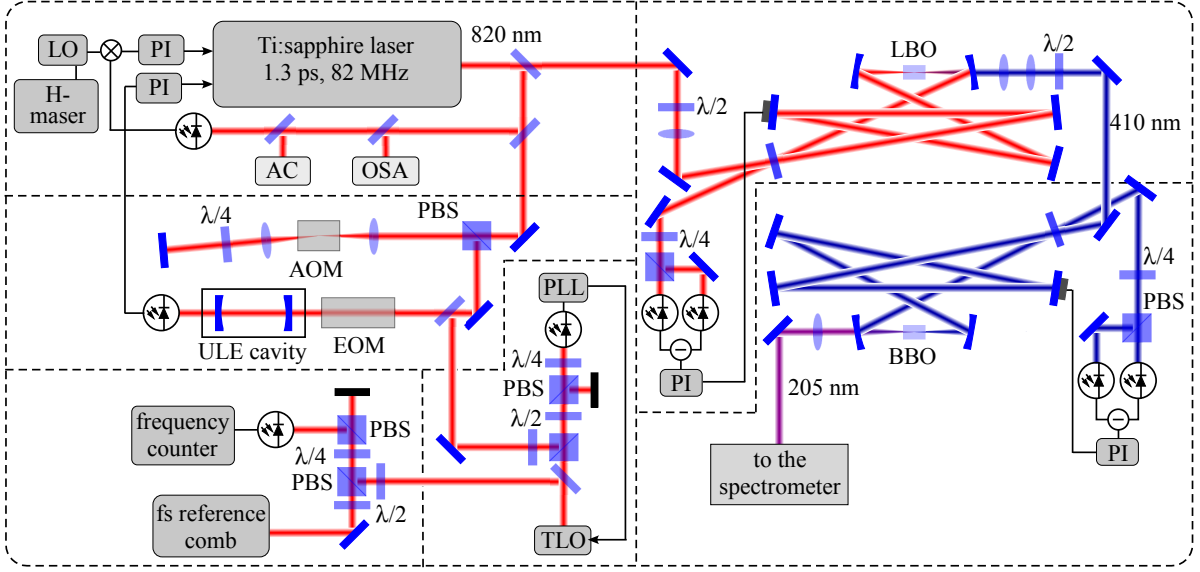 LO
PI
Ti:sapphire laser
1.3 ps, 82 MHz
820 nm
H-
maser
PI
AC
OSA
λ/2
LBO
λ/2
410 nm
λ/4
AOM
PBS
ULE cavity
EOM
λ/4
PI
BBO
205 nm
to the
spectrometer
λ/4
PBS
PI
PLL
λ/4
PBS
λ/2
TLO
frequency
counter
PBS
λ/4
PBS
λ/2
fs reference
comb